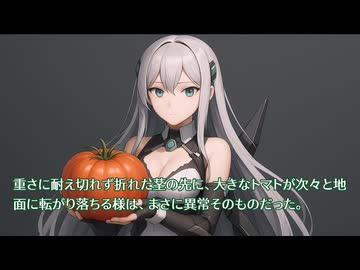 重さに耐え切れず折れた茎の先に、大きなトマトが次々と地
面に転がり落ちる様は、まさに異常そのものだった。